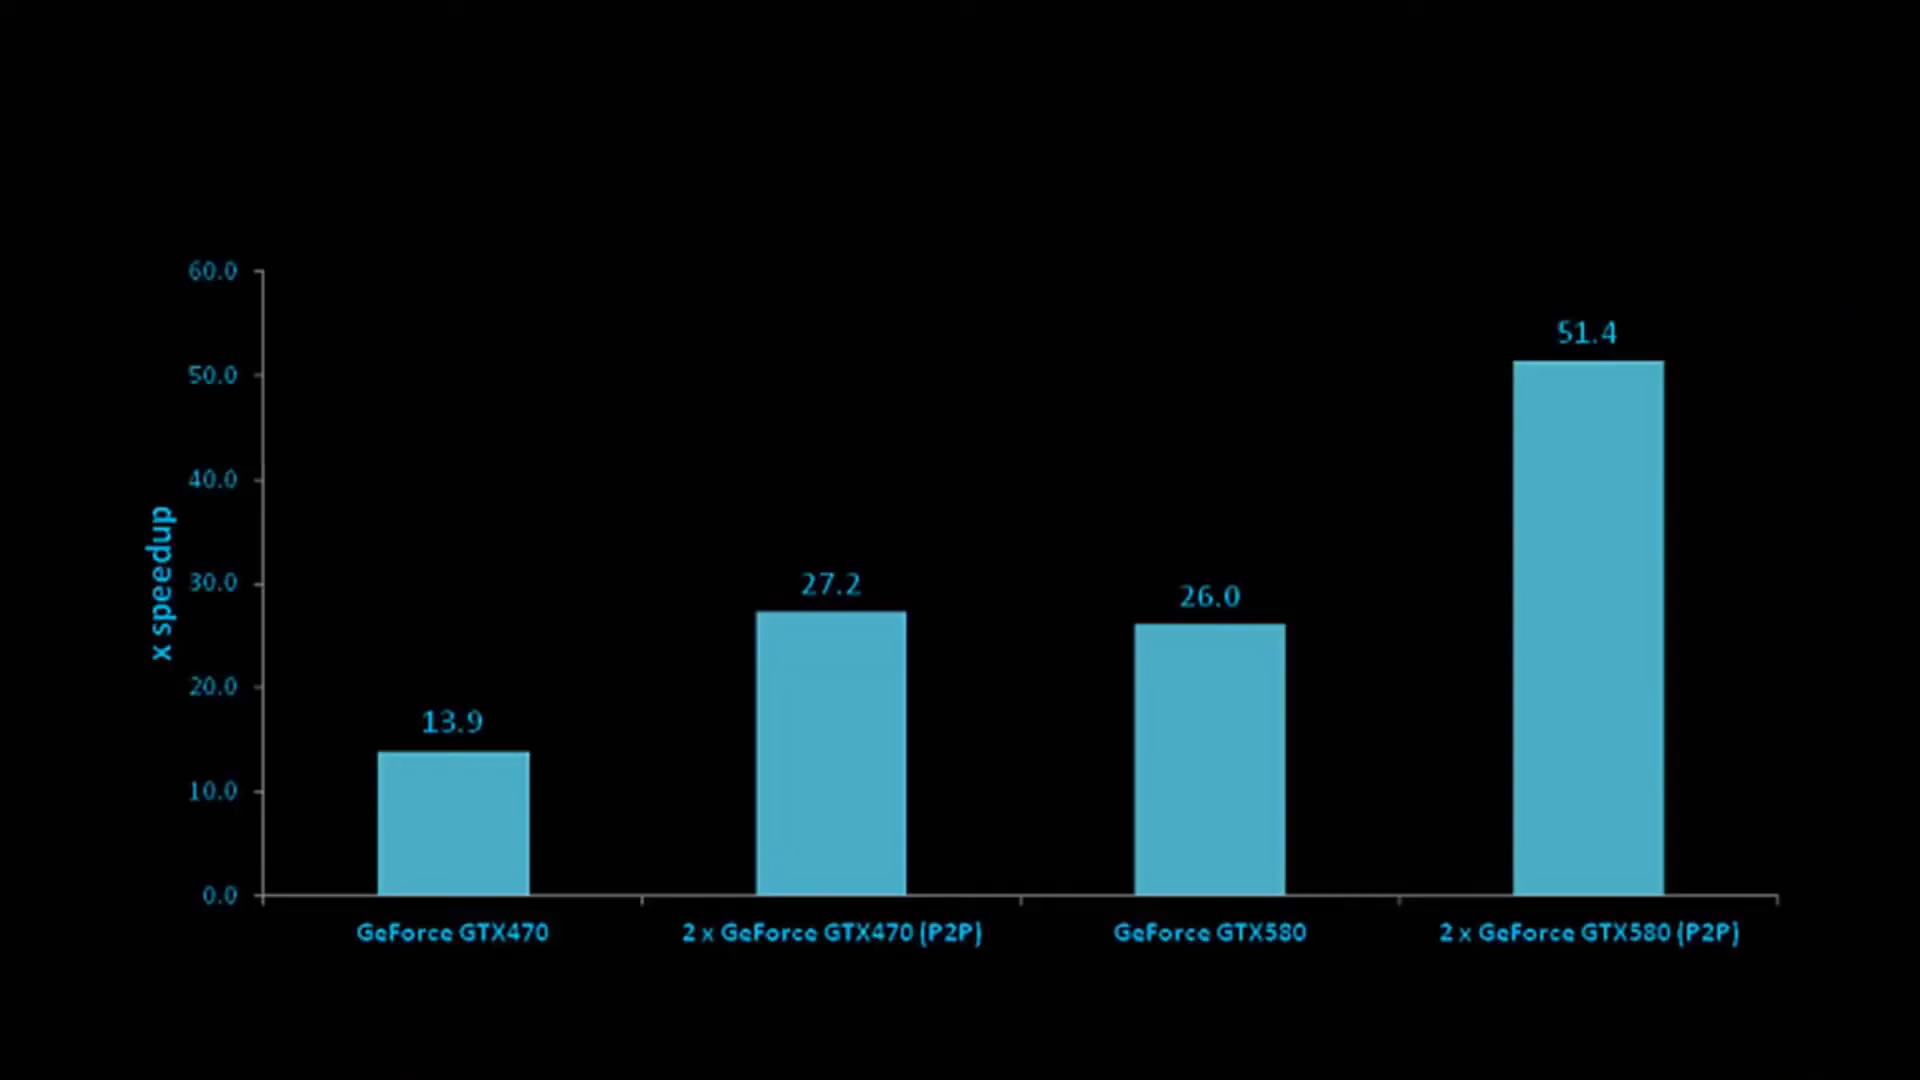 60.0
50.0
40.0
30.0
20.0
10.0
0.0
x speedup
13.9
27.2
26.0
51.4
GeForce GTX470
2 x GeForce GTX470 (P2P)
GeForce GTX580
2 x GeForce GTX580 (P2P)